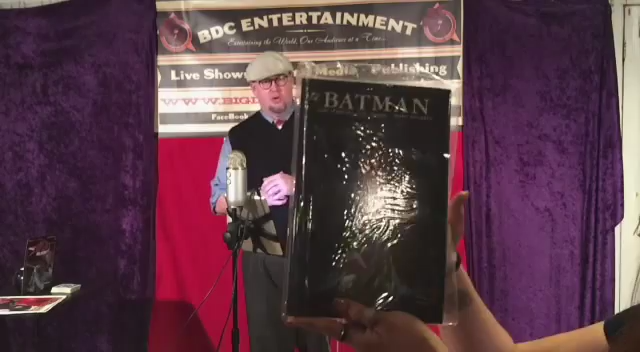 BDC ENTERTAINMENT
Entertaining the World, One Audience at a Time
Live Shows Media Publishing
WWW.BIG
FaceBook
BATMAN